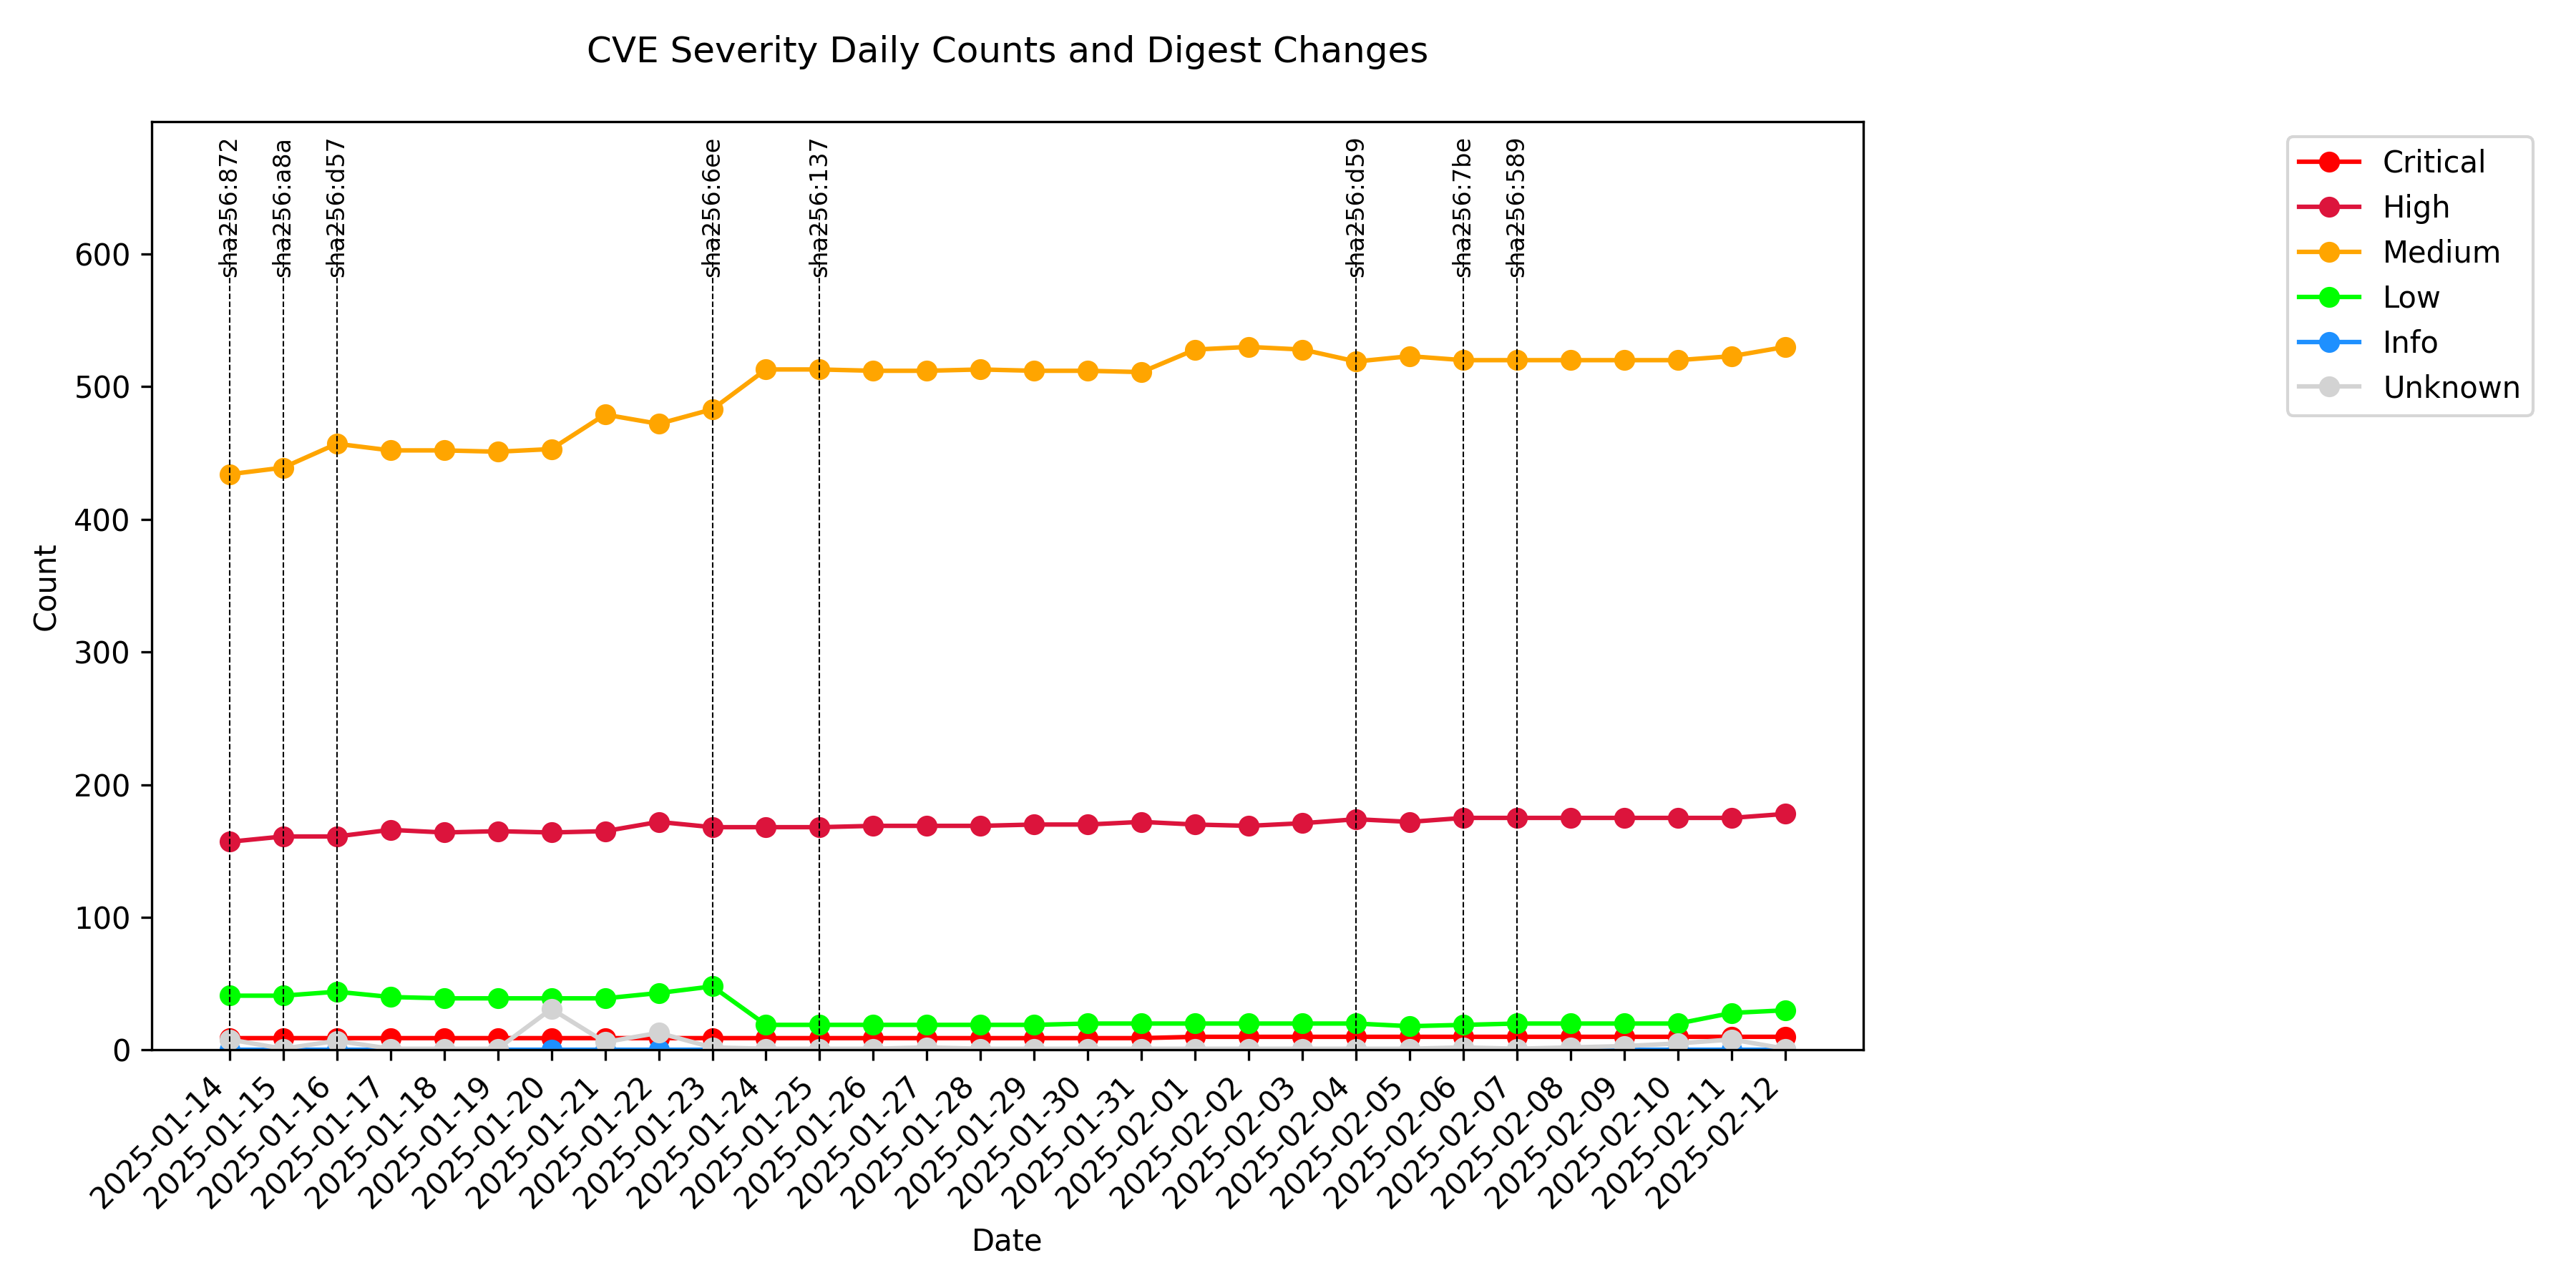 CVE Severity Daily Counts and Digest Changes
sha256:872
sha256:a8a
sha256:d57
sha256:6ee
sha256:137
sha256:d59
sha256:7be
sha256:589
Critical
High
Medium
Low
Info
Unknown
Count
600
500
400
300
200
100
0
2025-01-14
2025-01-15
2025-01-16
2025-01-17
2025-01-18
2025-01-19
2025-01-20
2025-01-21
2025-01-22
2025-01-23
2025-01-24
2025-01-25
2025-01-26
2025-01-27
2025-01-28
2025-01-29
2025-01-30
2025-01-31
2025-02-01
2025-02-02
2025-02-03
2025-02-04
2025-02-05
2025-02-06
2025-02-07
2025-02-08
2025-02-09
2025-02-10
2025-02-11
2025-02-12
Date